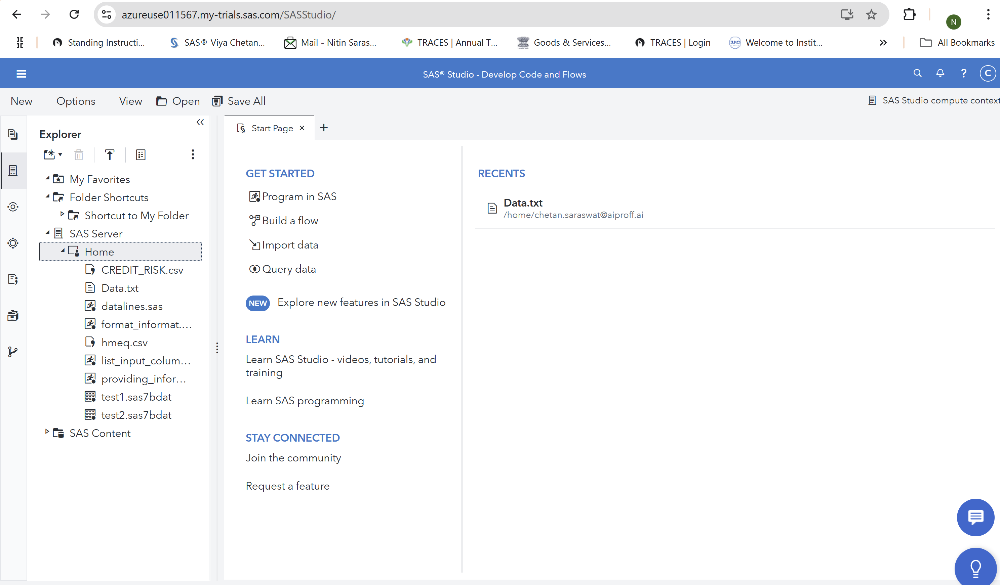 azureuse011567.my-trials.sas.com/SASStudio/
N
Standing Instructi...
SAS® Viya Chetan...
Mail - Nitin Saras...
TRACES | Annual T...
Goods & Services...
TRACES | Login
Welcome to Instit...
All Bookmarks
SAS® Studio - Develop Code and Flows
C
New
Options
View
Open
Save All
SAS Studio compute context
Explorer
My Favorites
Folder Shortcuts
Shortcut to My Folder
SAS Server
Home
CREDIT_RISK.csv
Data.txt
datalines.sas
format_informat....
hmeq.csv
list_input_colum...
providing_infor...
test1.sas7bdat
test2.sas7bdat
SAS Content
Start Page
GET STARTED
Program in SAS
Build a flow
Import data
Query data
NEW Explore new features in SAS Studio
LEARN
Learn SAS Studio - videos, tutorials, and
training
Learn SAS programming
STAY CONNECTED
Join the community
Request a feature
RECENTS
Data.txt
/home/chetan.saraswat@aiproff.ai